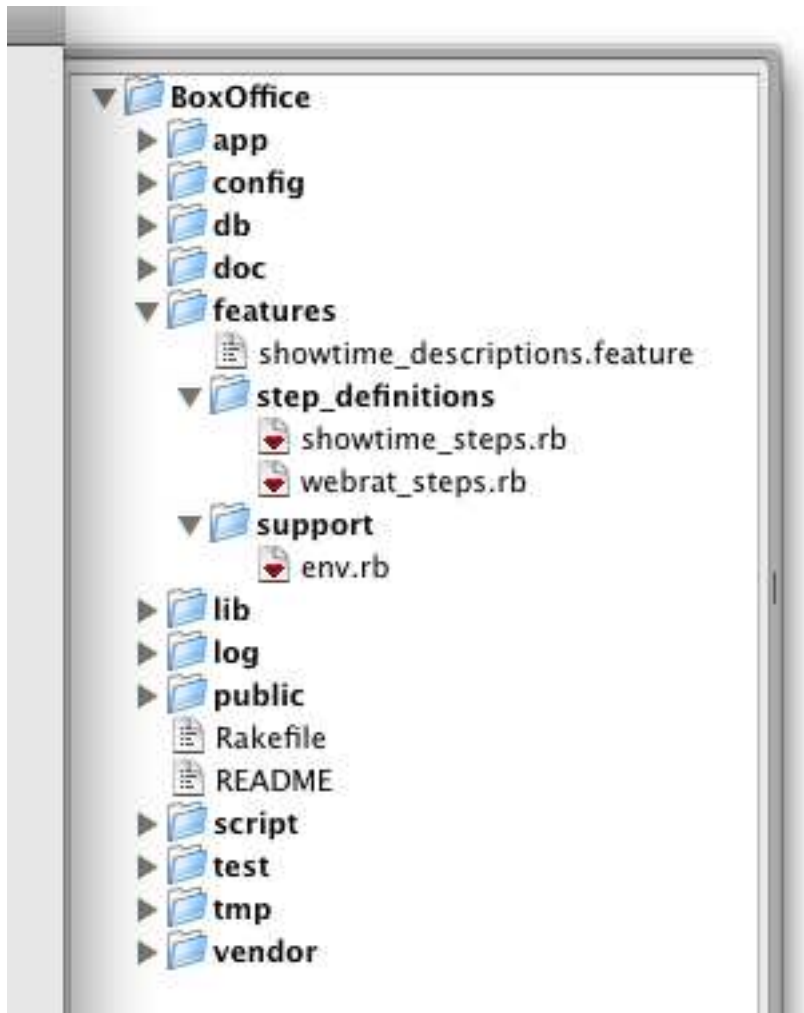 BoxOffice
app
config
db
doc
features
showtime_descriptions.feature
step_definitions
showtime_steps.rb
webrat_steps.rb
support
env.rb
lib
log
public
Rakefile
README
script
test
tmp
vendor